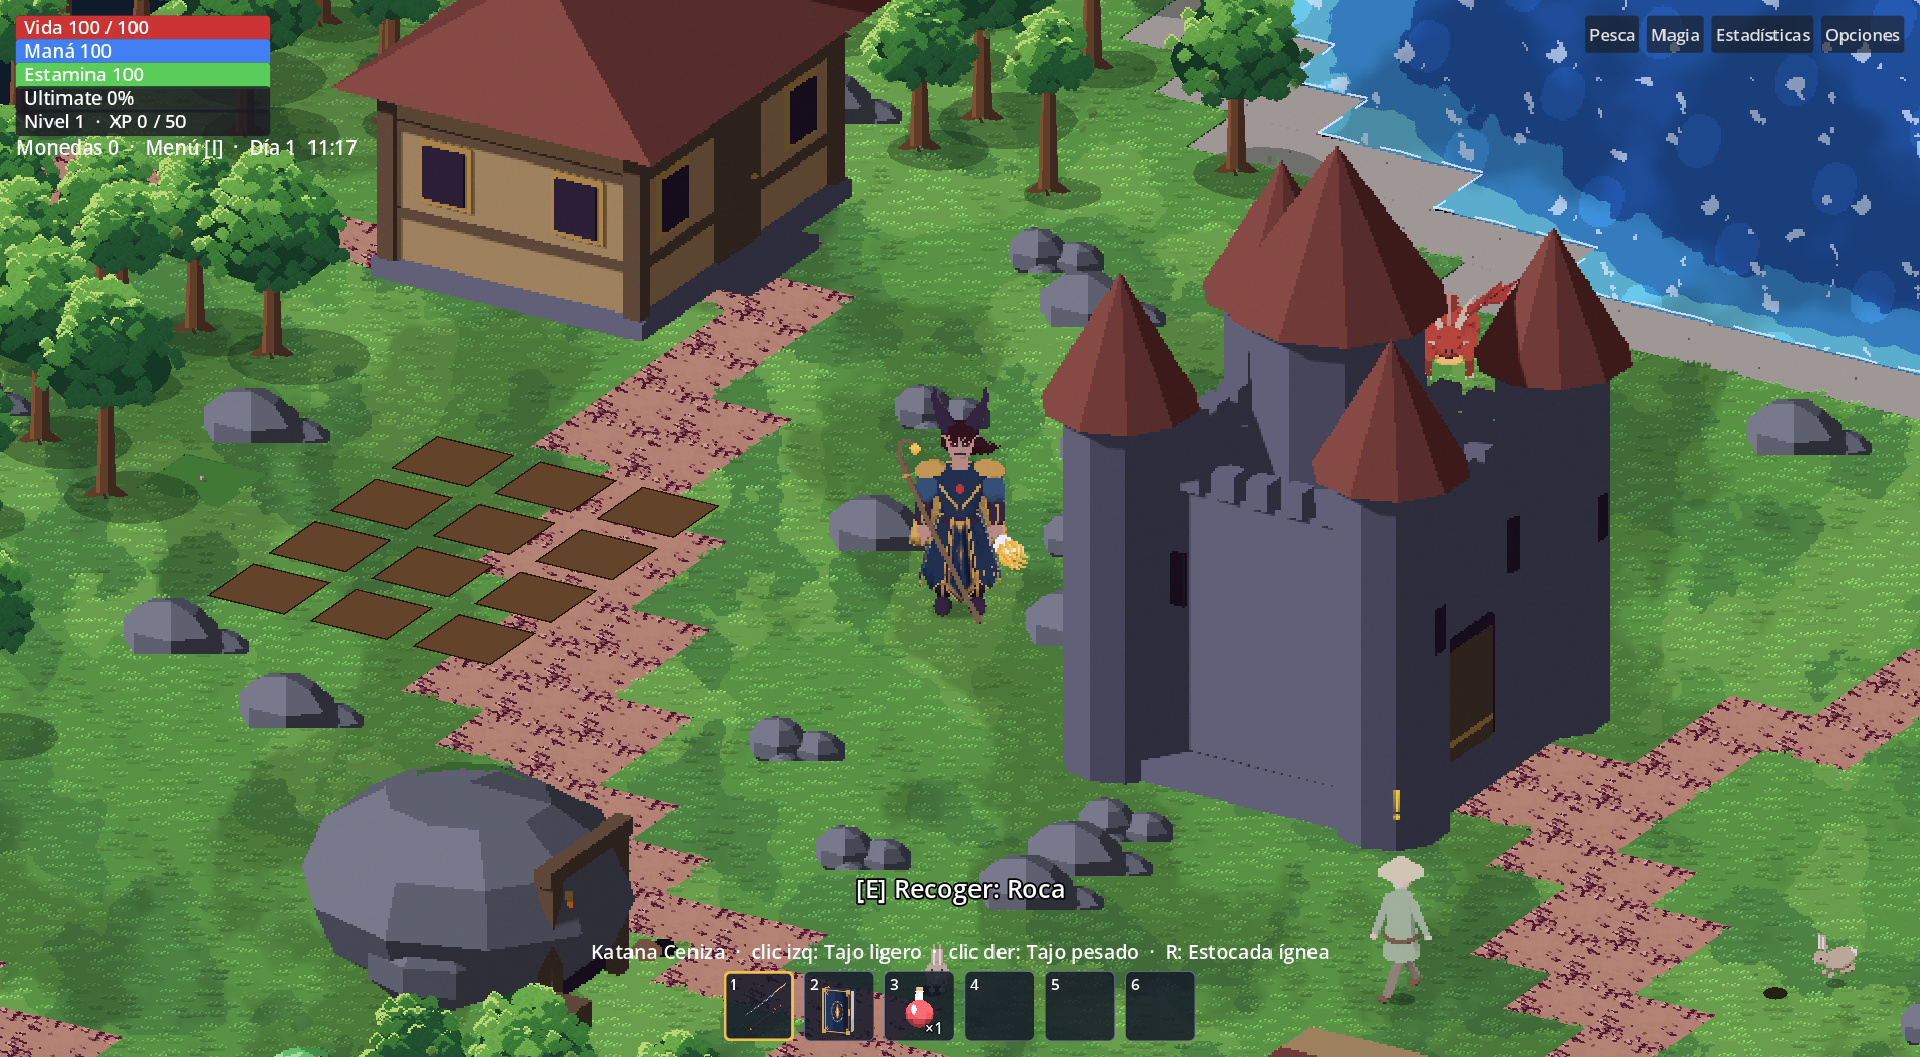 Vida 100 / 100
Maná 100
Estamina 100
Ultimate 0%
Nivel 1 · XP 0 / 50
Monedas 0 · Menú [I] · Día 1 11:17
Pesca Magia Estadísticas Opciones
!
[E] Recoger: Roca
Katana Ceniza · clic izq: Tajo ligero · clic der: Tajo pesado · R: Estocada ígnea
1 2 3 4 5 6
×1